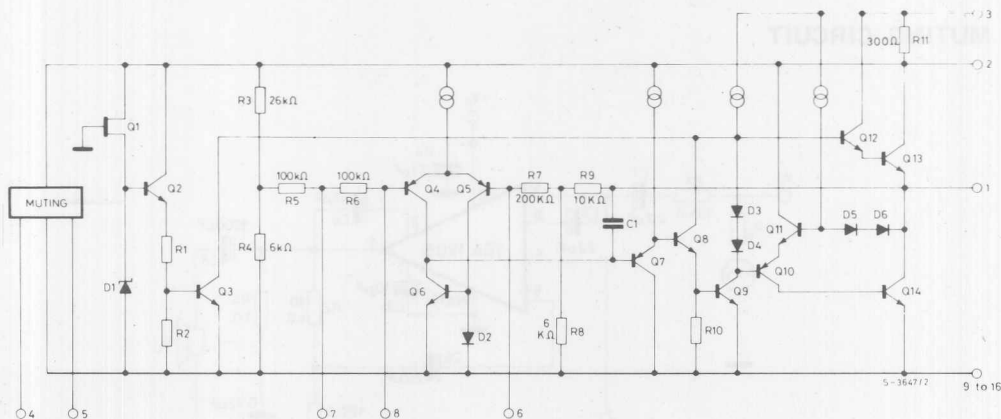 MUTING CIRCUIT
3
300Ω R11
2
R3 26kΩ
Q1
Q12
Q13
Q2
100kΩ
R5
100kΩ
R6
Q4
Q5
R7
200KΩ
R9
10KΩ
1
MUTING
C1
D3
D5
D6
Q11
Q8
R1
R4 6kΩ
D4
Q7
Q10
D1
Q3
Q6
Q9
Q14
R2
D2
6
KΩ
R8
R10
S-3647/2
9 to 16
4
5
7
8
6